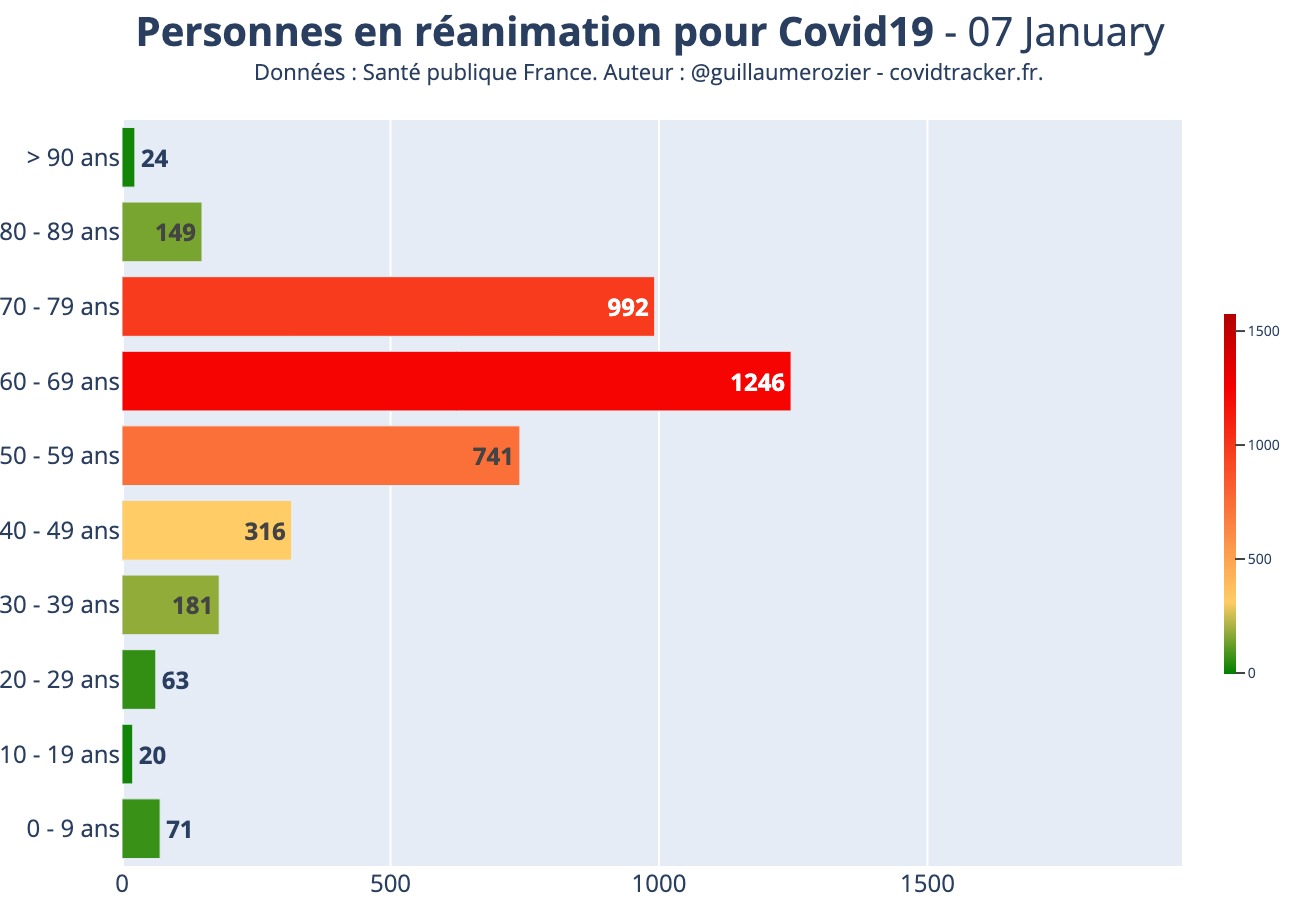 Personnes en réanimation pour Covid19 - 07 January
Données : Santé publique France. Auteur : @guillaumerozier - covidtracker.fr.
> 90 ans 24
80 - 89 ans 149
70 - 79 ans 992
60 - 69 ans 1246
50 - 59 ans 741
40 - 49 ans 316
30 - 39 ans 181
20 - 29 ans 63
10 - 19 ans 20
0 - 9 ans 71
0 500 1000 1500
1500
1000
500
0